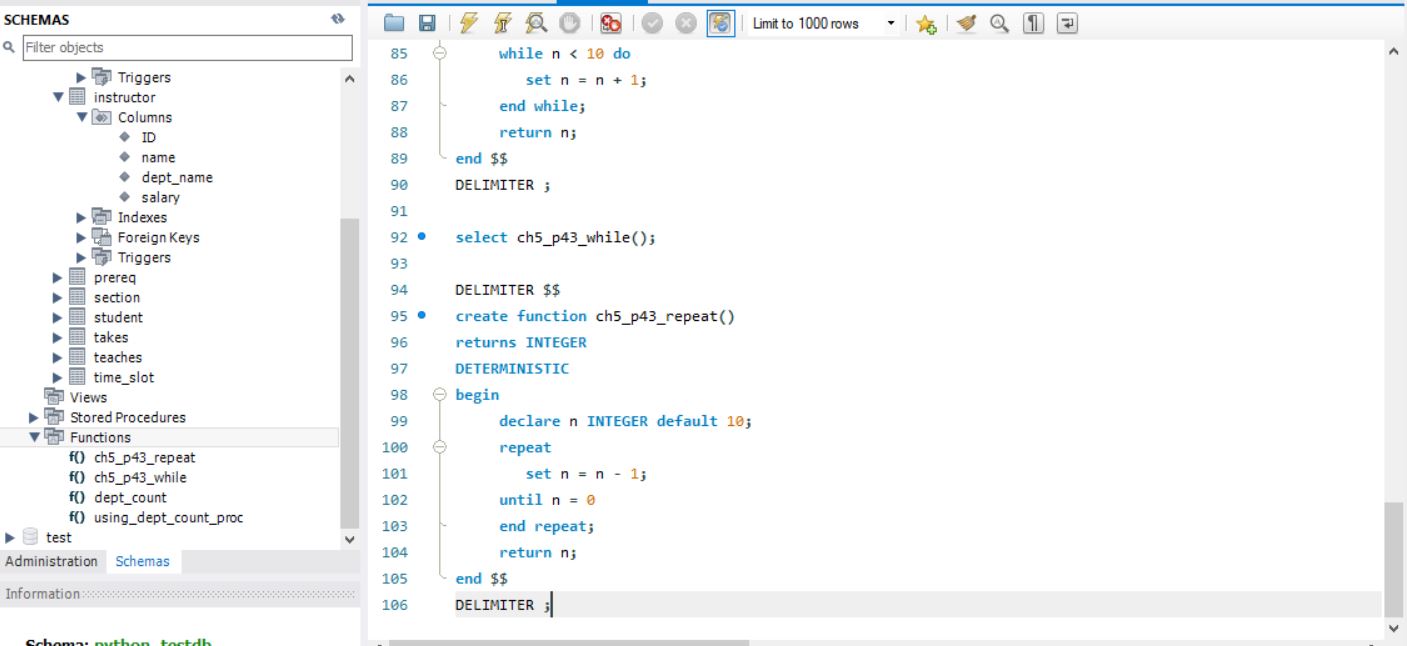 SCHEMAS
Filter objects
Triggers
instructor
Columns
ID
name
dept_name
salary
Indexes
Foreign Keys
Triggers
prereq
section
student
takes
teaches
time_slot
Views
Stored Procedures
Functions
f() ch5_p43_repeat
f() ch5_p43_while
f() dept_count
f() using_dept_count_proc
test
Administration Schemas
Information
Schema: python_testdb
Limit to 1000 rows
85 while n < 10 do
86 set n = n + 1;
87 end while;
88 return n;
89 end $$
90 DELIMITER ;
91
92 select ch5_p43_while();
93
94 DELIMITER $$
95 create function ch5_p43_repeat()
96 returns INTEGER
97 DETERMINISTIC
98 begin
99 declare n INTEGER default 10;
100 repeat
101 set n = n - 1;
102 until n = 0
103 end repeat;
104 return n;
105 end $$
106 DELIMITER ;